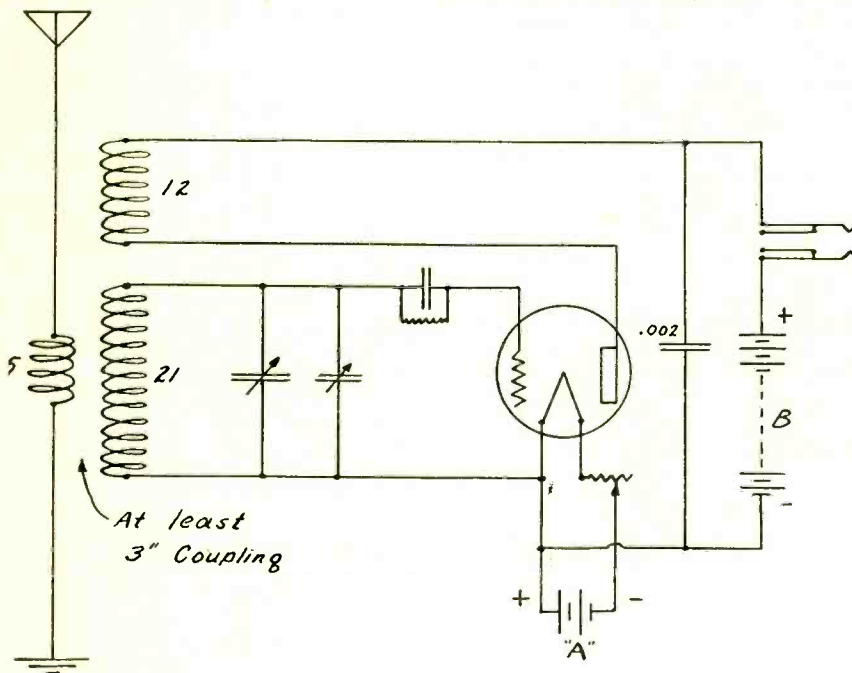 12
5
21
.002
+
B
-
At least
3" Coupling
+ -
"A"